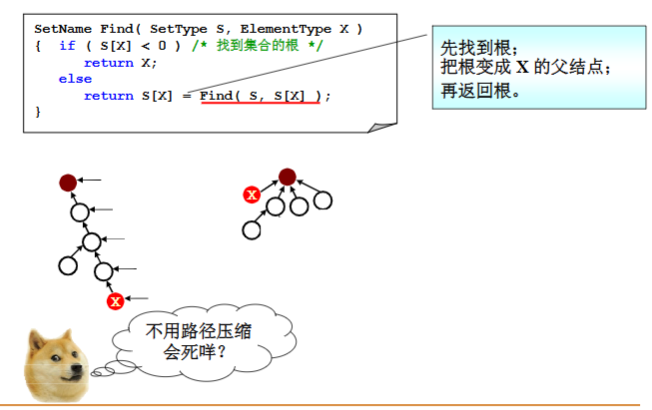 SetName Find( SetType S, ElementType X )
{ if ( S[X] < 0 ) /* 找到集合的根 */
return X;
else
return S[X] = Find( S, S[X] );
}
先找到根；
把根变成 X 的父结点；
再返回根。
X
X
不用路径压缩
会死咩？